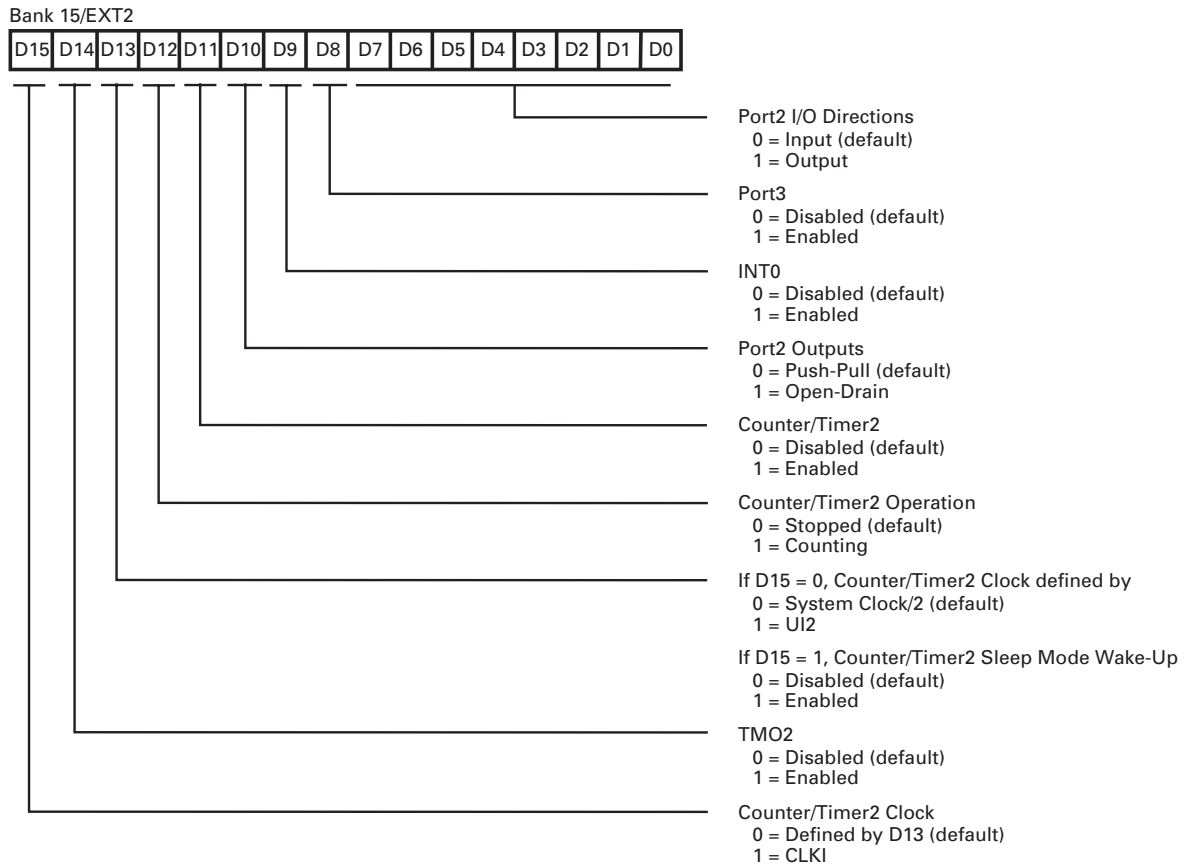 Bank 15/EXT2
D15 D14 D13 D12 D11 D10 D9 D8 D7 D6 D5 D4 D3 D2 D1 D0
Port2 I/O Directions
0 = Input (default)
1 = Output
Port3
0 = Disabled (default)
1 = Enabled
INT0
0 = Disabled (default)
1 = Enabled
Port2 Outputs
0 = Push-Pull (default)
1 = Open-Drain
Counter/Timer2
0 = Disabled (default)
1 = Enabled
Counter/Timer2 Operation
0 = Stopped (default)
1 = Counting
If D15 = 0, Counter/Timer2 Clock defined by
0 = System Clock/2 (default)
1 = UI2
If D15 = 1, Counter/Timer2 Sleep Mode Wake-Up
0 = Disabled (default)
1 = Enabled
TMO2
0 = Disabled (default)
1 = Enabled
Counter/Timer2 Clock
0 = Defined by D13 (default)
1 = CLKI